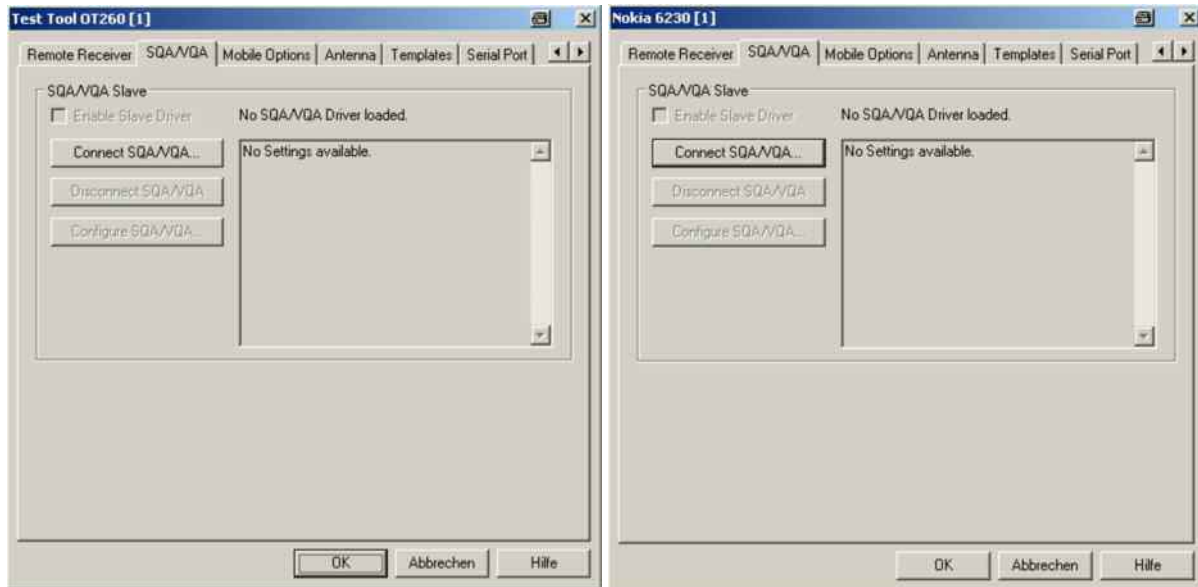 Test Tool OT260 [1]
Remote Receiver SQA/VQA Mobile Options Antenna Templates Serial Port
SQA/VQA Slave
Enable Slave Driver No SQA/VQA Driver loaded.
Connect SQA/VQA... No Settings available.
Disconnect SQA/VQA
Configure SQA/VQA...
OK Abbrechen Hilfe
Nokia 6230 [1]
Remote Receiver SQA/VQA Mobile Options Antenna Templates Serial Port
SQA/VQA Slave
Enable Slave Driver No SQA/VQA Driver loaded.
Connect SQA/VQA... No Settings available.
Disconnect SQA/VQA
Configure SQA/VQA...
OK Abbrechen Hilfe